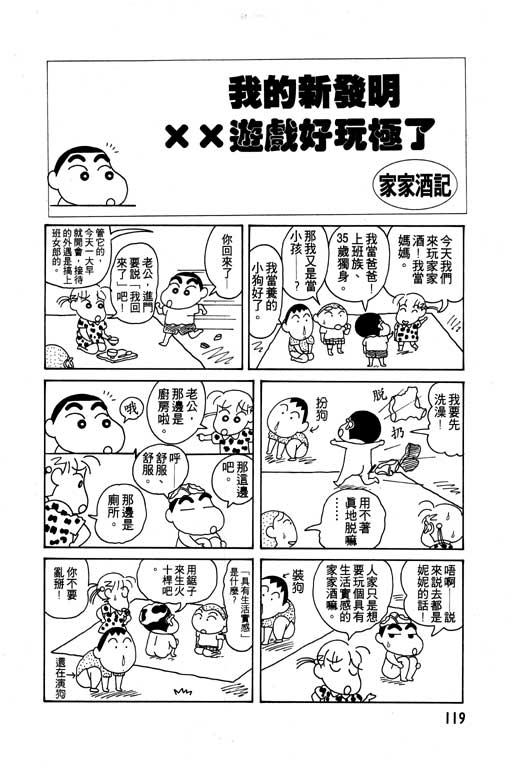 我的新發明
××遊戲好玩極了
家家酒記
今天我們
來玩家家
酒！我當
媽媽。
我當爸爸！
上班族、
35歲獨身。
那我又是當
小孩……？
我當養的
小狗好了。
你回來了—
老公，進門
要說「我回
來了」吧！
管它的，
今天一大早
就開會，接待
的外遇是搞上
班女郎的。
我要先
洗澡！
脫
扔
扮狗
用不著
真地脫嘛
……
老公，
那邊是
廚房啦。
哦
那這邊
吧。
呼
舒服、
舒服。
那邊是
廁所。
唔啊——說
來說去都是
妮妮的話！
人家只是想
要玩個具有
生活實感的
家家酒嘛。
裝狗
「具有生活實感」
是什麼？
用鋸子
來生火
十桿吧
你不要
亂掰！
還在演狗→
119